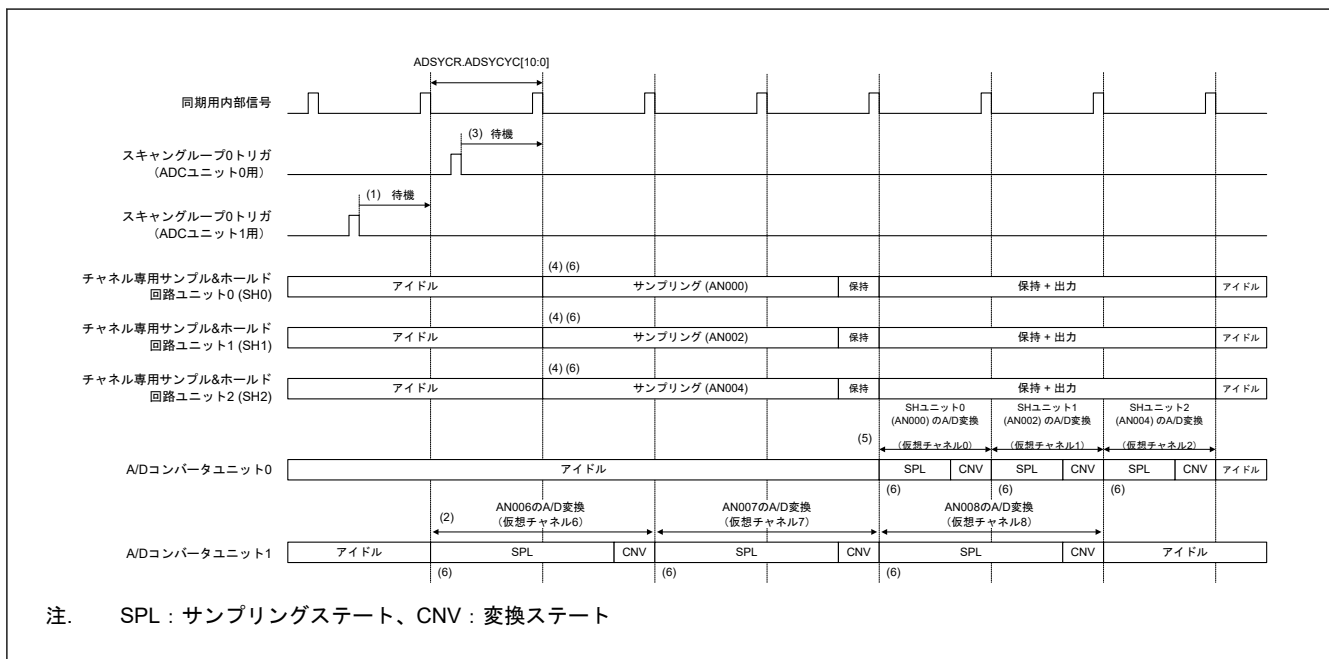 ADSYCR.ADSYCYC[10:0]
同期用内部信号
(3) 待機
スキャングループ0トリガ
(ADCユニット0用)
(1) 待機
スキャングループ0トリガ
(ADCユニット1用)
(4) (6)
チャネル専用サンプル&ホールド
回路ユニット0 (SH0)
アイドル
サンプリング (AN000)
保持
保持 + 出力
アイドル
(4) (6)
チャネル専用サンプル&ホールド
回路ユニット1 (SH1)
アイドル
サンプリング (AN002)
保持
保持 + 出力
アイドル
(4) (6)
チャネル専用サンプル&ホールド
回路ユニット2 (SH2)
アイドル
サンプリング (AN004)
保持
保持 + 出力
アイドル
SHユニット0
(AN000) のA/D変換
(仮想チャネル0)
SHユニット1
(AN002) のA/D変換
(仮想チャネル1)
SHユニット2
(AN004) のA/D変換
(仮想チャネル2)
(5)
A/Dコンバータユニット0
アイドル
SPL
CNV
SPL
CNV
SPL
CNV
アイドル
(6)
(6)
(6)
(2)
AN006のA/D変換
(仮想チャネル6)
AN007のA/D変換
(仮想チャネル7)
AN008のA/D変換
(仮想チャネル8)
A/Dコンバータユニット1
アイドル
SPL
CNV
SPL
CNV
SPL
CNV
アイドル
(6)
(6)
(6)
注. SPL:サンプリングステート、CNV:変換ステート